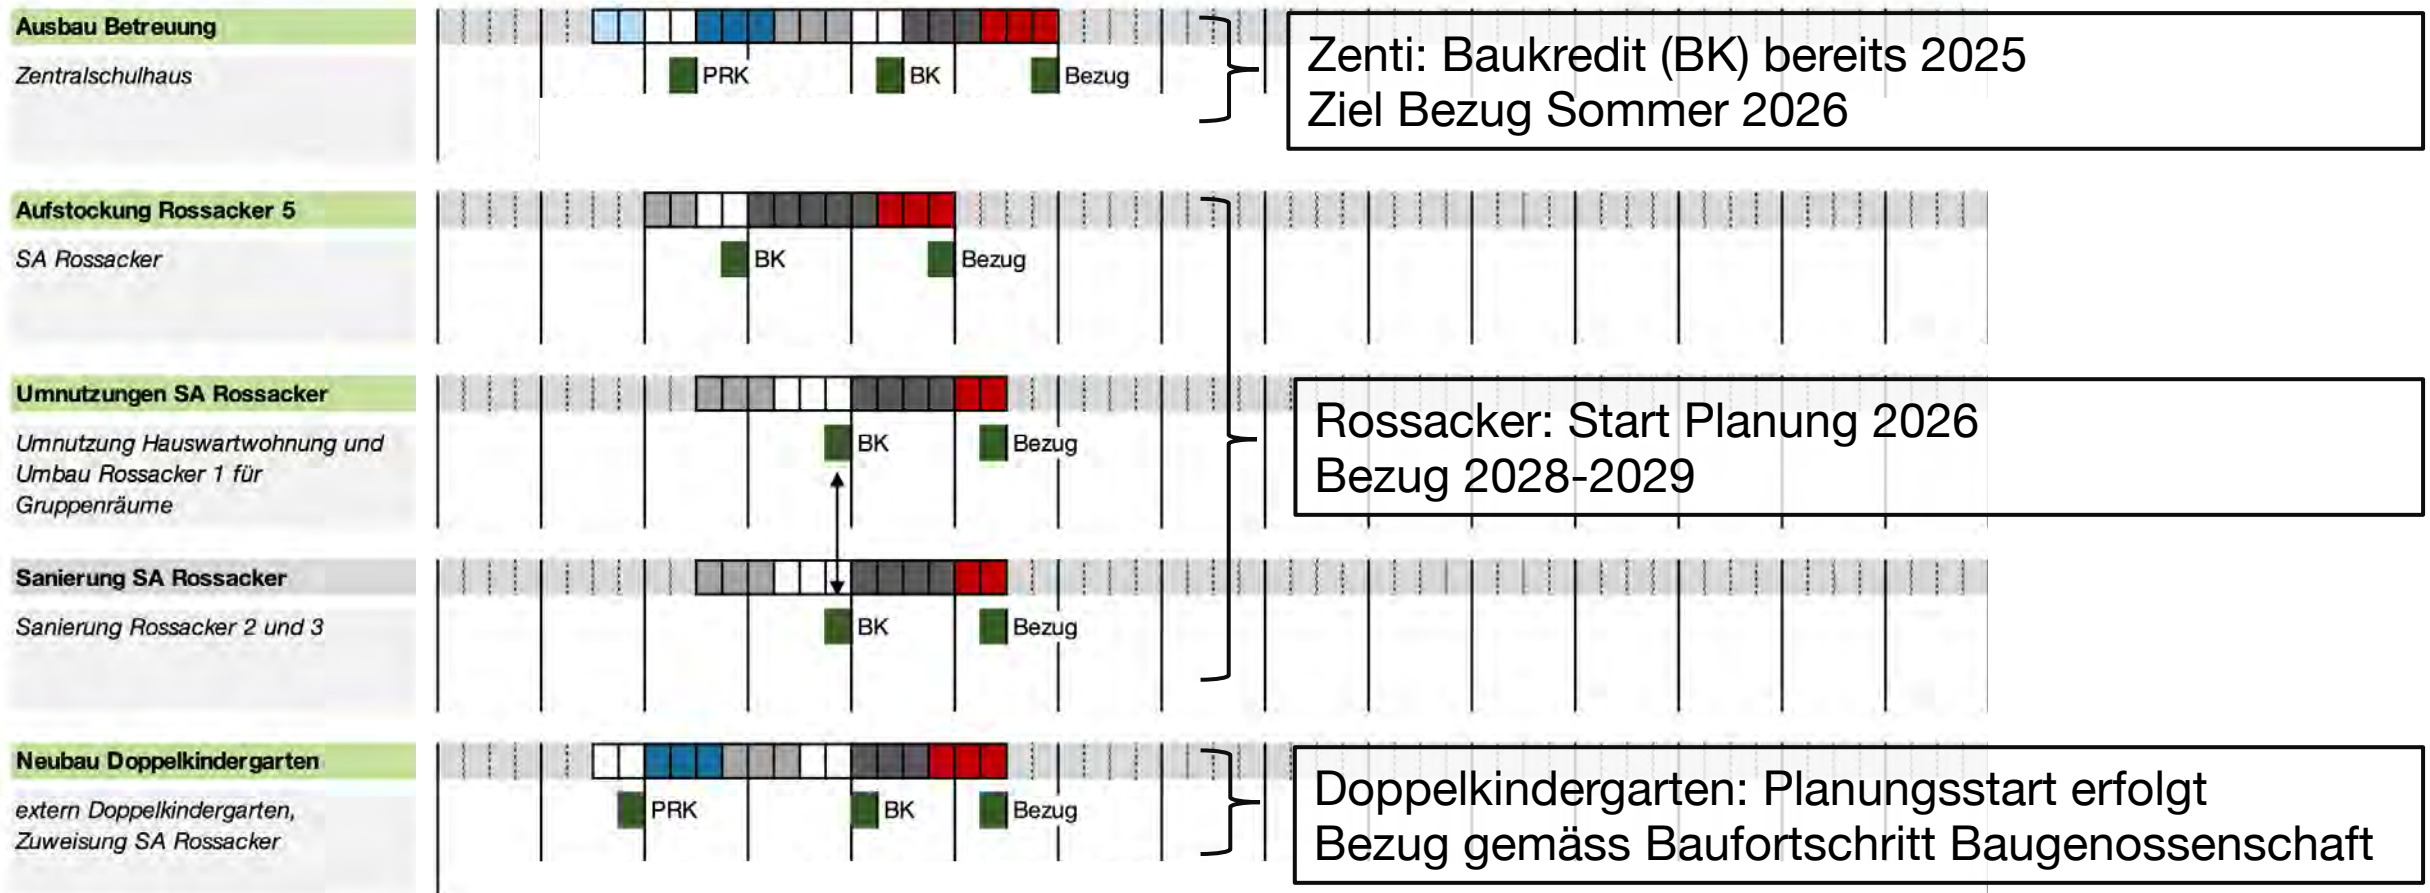 Ausbau Betreuung
Zentralschulhaus
PRK
BK
Bezug
Zenti: Baukredit (BK) bereits 2025
Ziel Bezug Sommer 2026
Aufstockung Rossacker 5
SA Rossacker
BK
Bezug
Umnutzungen SA Rossacker
Umnutzung Hauswartwohnung und
Umbau Rossacker 1 für
Gruppenräume
BK
Bezug
Rossacker: Start Planung 2026
Bezug 2028-2029
Sanierung SA Rossacker
Sanierung Rossacker 2 und 3
BK
Bezug
Neubau Doppelkindergarten
extern Doppelkindergarten,
Zuweisung SA Rossacker
PRK
BK
Bezug
Doppelkindergarten: Planungsstart erfolgt
Bezug gemäss Baufortschritt Baugenossenschaft